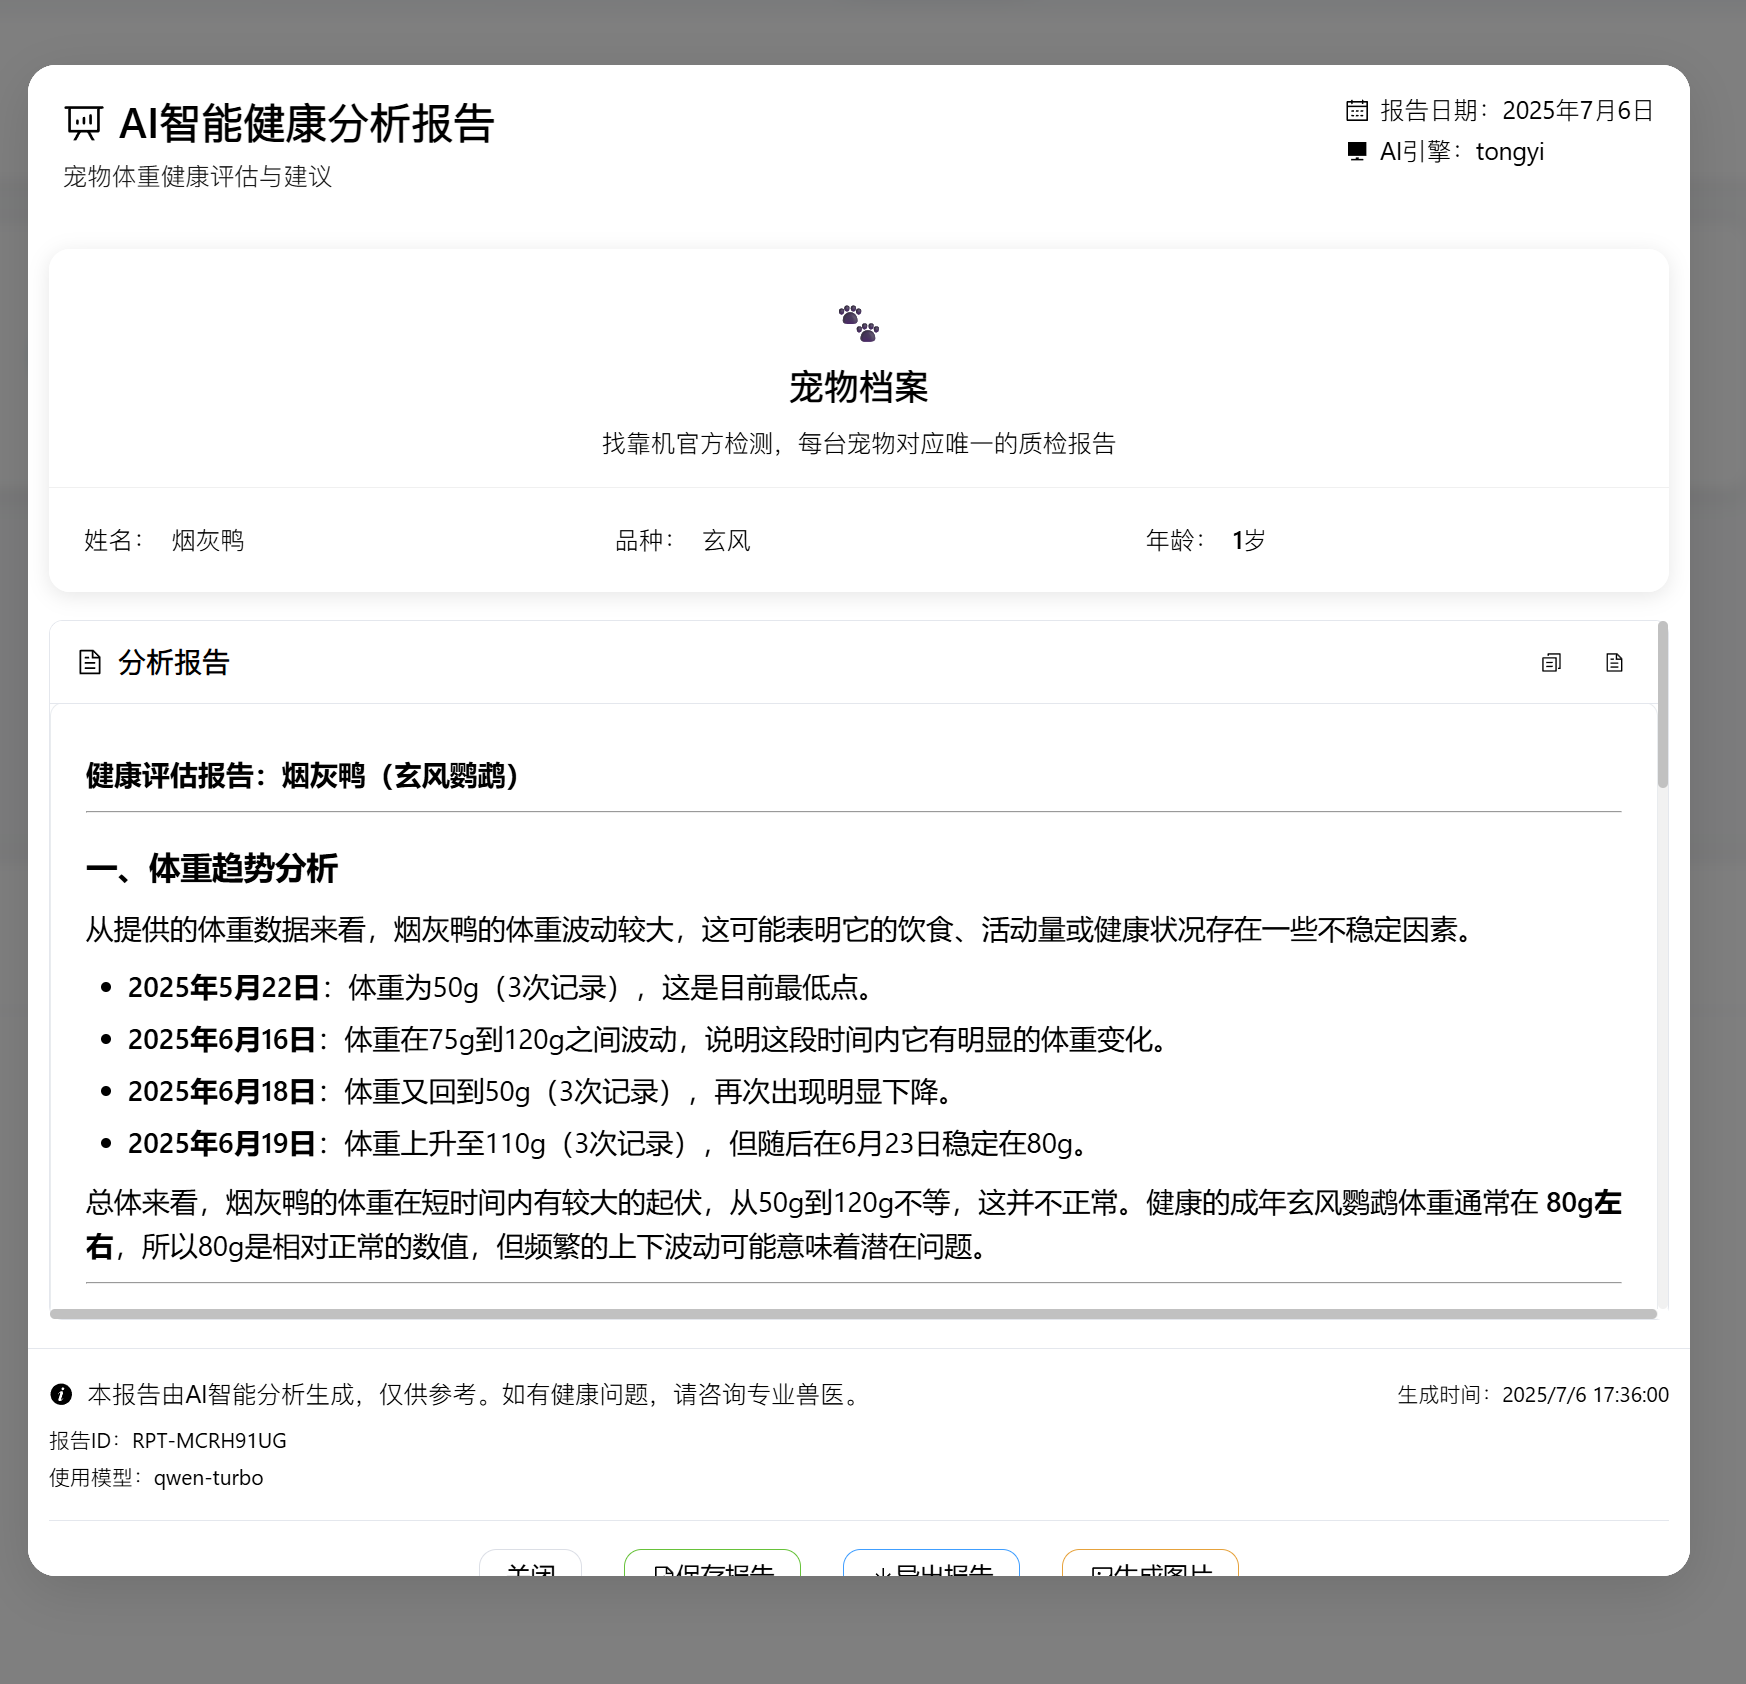 AI智能健康分析报告
宠物体重健康评估与建议
报告日期：2025年7月6日
AI引擎：tongyi
宠物档案
找靠机官方检测，每台宠物对应唯一的质检报告
姓名：烟灰鸭 品种：玄风 年龄：1岁
分析报告
健康评估报告：烟灰鸭（玄风鹦鹉）
一、体重趋势分析
从提供的体重数据来看，烟灰鸭的体重波动较大，这可能表明它的饮食、活动量或健康状况存在一些不稳定因素。
• 2025年5月22日：体重为50g（3次记录），这是目前最低点。
• 2025年6月16日：体重在75g到120g之间波动，说明这段时间内它有明显的体重变化。
• 2025年6月18日：体重又回到50g（3次记录），再次出现明显下降。
• 2025年6月19日：体重上升至110g（3次记录），但随后在6月23日稳定在80g。
总体来看，烟灰鸭的体重在短时间内有较大的起伏，从50g到120g不等，这并不正常。健康的成年玄风鹦鹉体重通常在 80g左
右，所以80g是相对正常的数值，但频繁的上下波动可能意味着潜在问题。
本报告由AI智能分析生成，仅供参考。如有健康问题，请咨询专业兽医。
生成时间：2025/7/6 17:36:00
报告ID：RPT-MCRH91UG
使用模型：qwen-turbo
关闭 保存报告 导出报告 生成图片